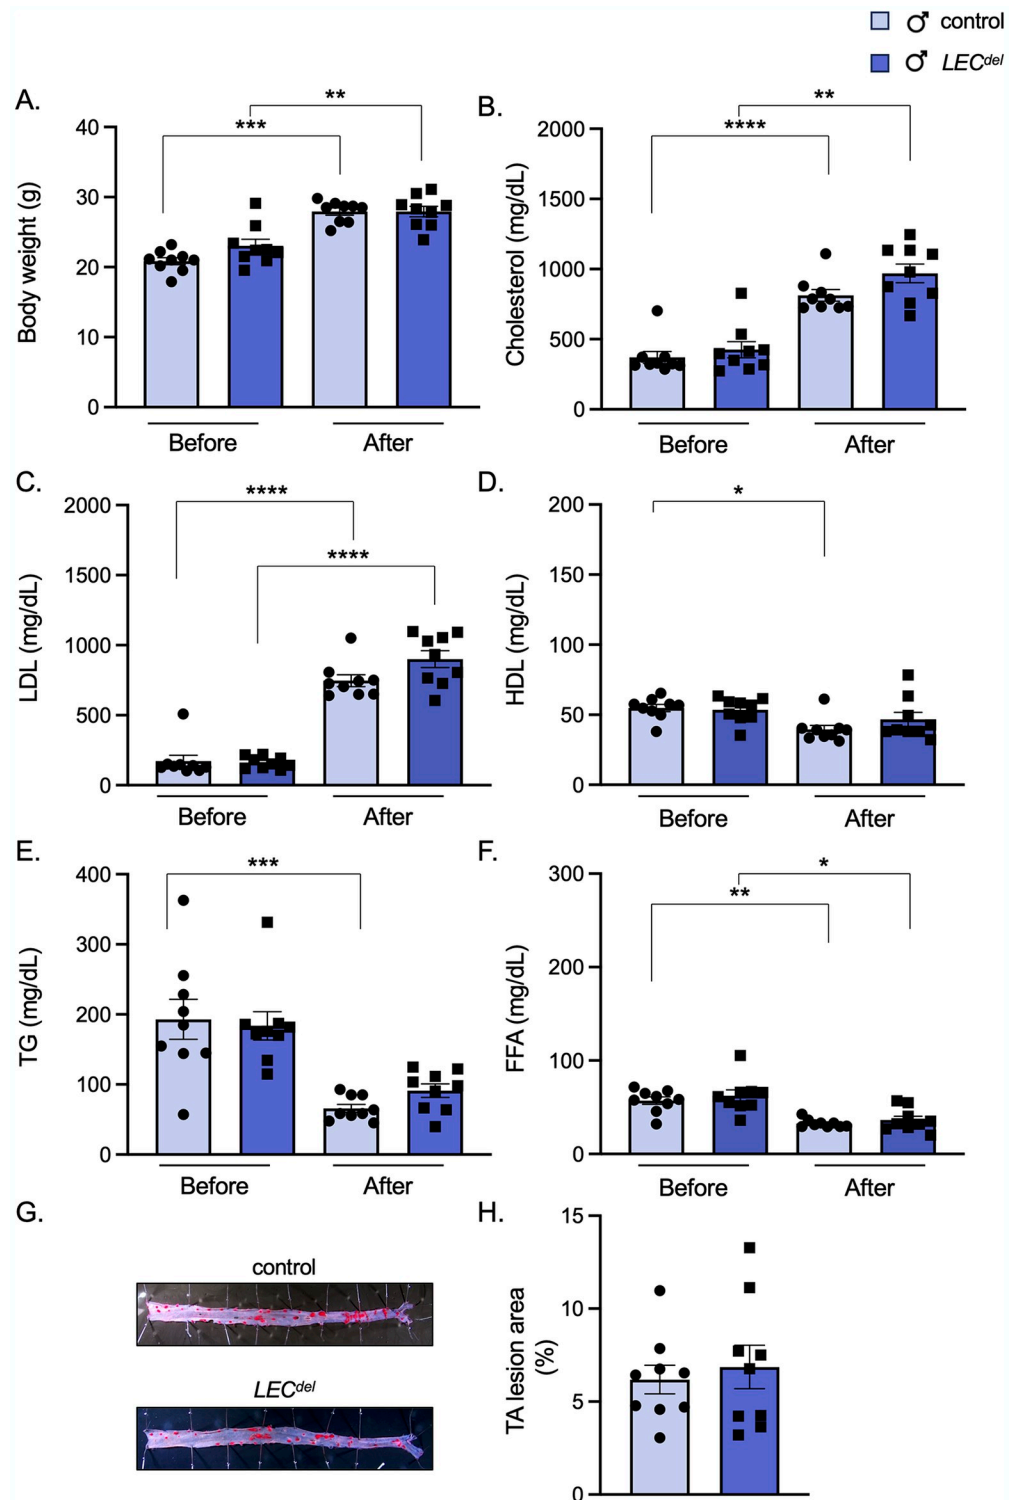 ♂ control
♂ LECdel
A.
Body weight (g)
40
30
20
10
0
***
**
Before
After
B.
Cholesterol (mg/dL)
2000
1500
1000
500
0
****
**
Before
After
C.
LDL (mg/dL)
2000
1500
1000
500
0
****
****
Before
After
D.
HDL (mg/dL)
200
150
100
50
0
*
Before
After
E.
TG (mg/dL)
400
300
200
100
0
***
Before
After
F.
FFA (mg/dL)
300
200
100
0
**
*
Before
After
G.
control
LECdel
H.
TA lesion area
(%)
15
10
5
0